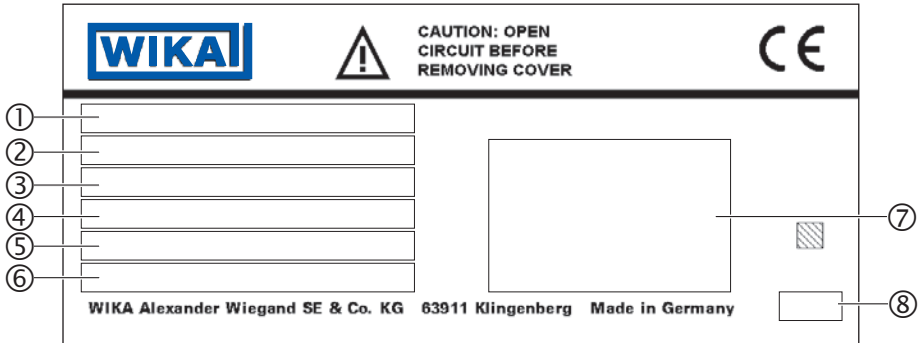 WIKA
CAUTION: OPEN
CIRCUIT BEFORE
REMOVING COVER
CE
①
②
③
④
⑤
⑥
⑦
⑧
WIKA Alexander Wiegand SE & Co. KG 63911 Klingenberg Made in Germany